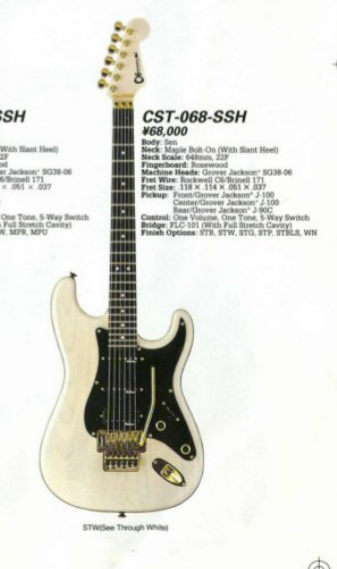 SSH
With Slant Heel)
22F
od
er Jackson* SG38-06
6/Brinell 171
× .051 × .037
One Tone, 5-Way Switch
Full Stretch Cavity)
W, MPR, MPU
CST-068-SSH
¥68,000
Body: Sen
Neck: Maple Bolt-On (With Slant Heel)
Neck Scale: 648mm, 22F
Fingerboard: Rosewood
Machine Heads: Grover Jackson* SG38-06
Fret Wire: Rockwell C6/Brinell 171
Fret Size: .118 × .114 × .051 × .037
Pickup: Front/Grover Jackson* J-100
Center/Grover Jackson* J-100
Rear/Grover Jackson* J-90C
Control: One Volume, One Tone, 5-Way Switch
Bridge: FLC-101 (With Full Stretch Cavity)
Finish Options: STR, STW, STG, STP, STBLS, WN
STW(See Through White)